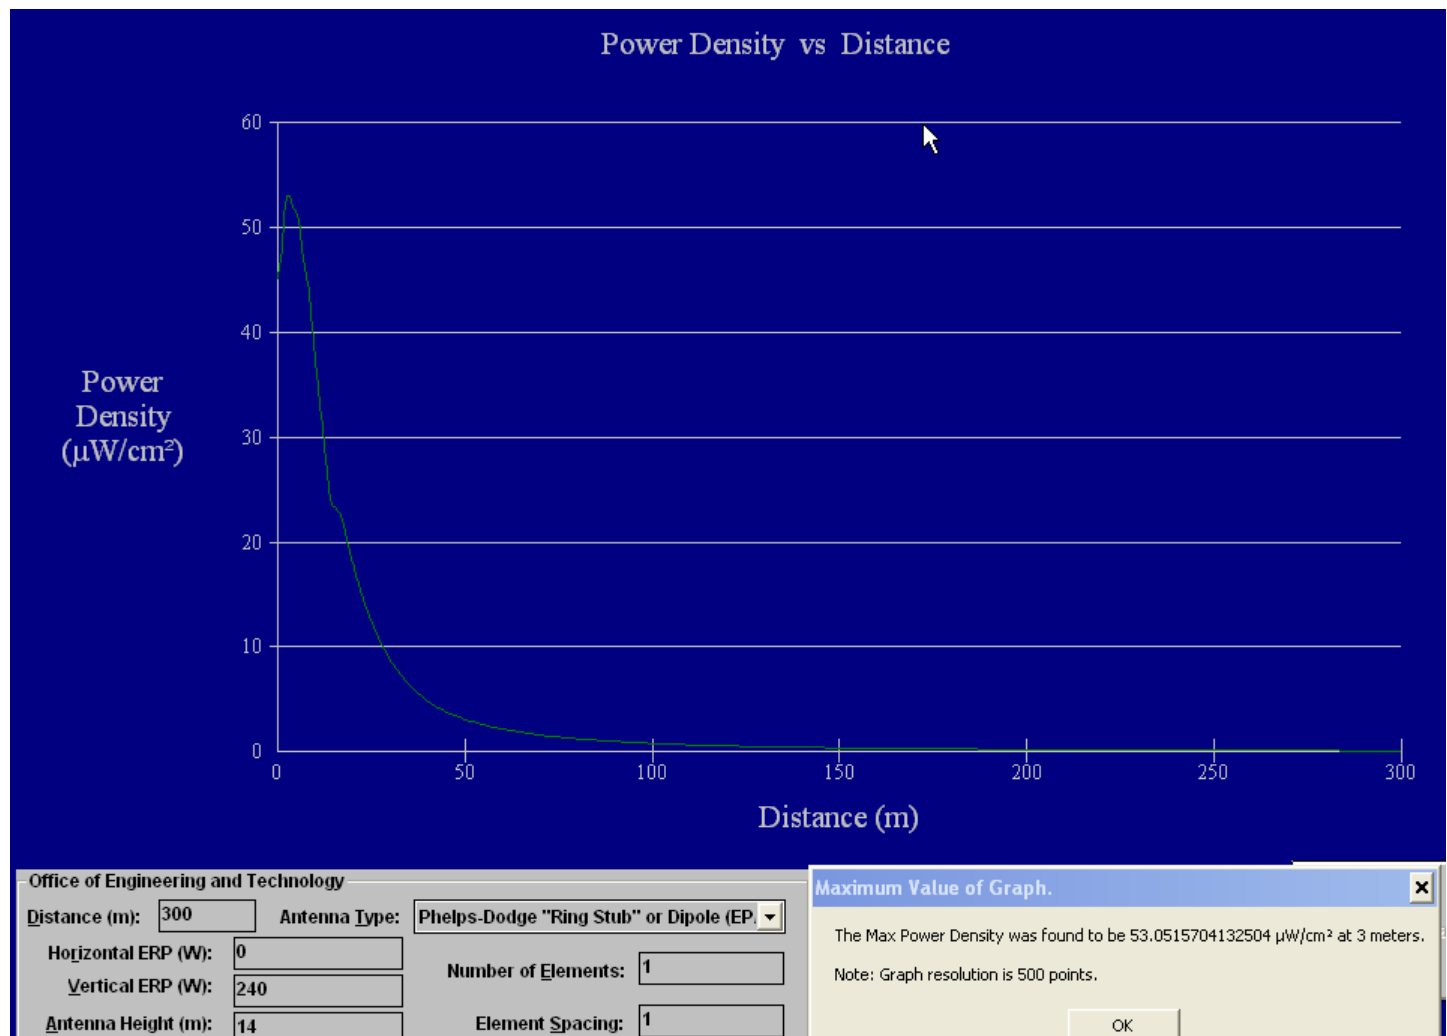 Power Density vs Distance
60
50
40
30
20
10
0
Power
Density
(µW/cm²)
0 50 100 150 200 250 300
Distance (m)
Office of Engineering and Technology
Distance (m): 300 Antenna Type: Phelps-Dodge "Ring Stub" or Dipole (EP.
Horizontal ERP (W): 0
Vertical ERP (W): 240
Antenna Height (m): 14
Number of Elements: 1
Element Spacing: 1
Maximum Value of Graph.
The Max Power Density was found to be 53.0515704132504 µW/cm² at 3 meters.
Note: Graph resolution is 500 points.
OK